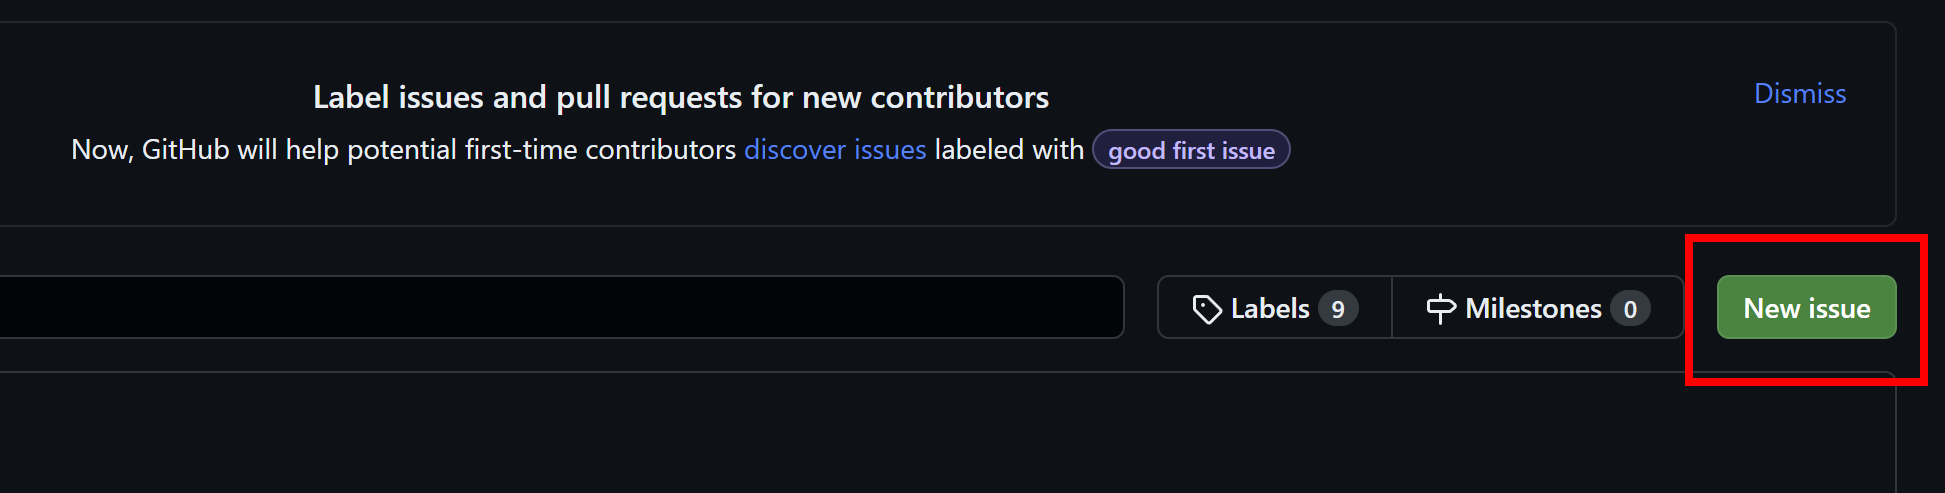 Label issues and pull requests for new contributors
Dismiss
Now, GitHub will help potential first-time contributors discover issues labeled with good first issue
Labels 9 Milestones 0 New issue